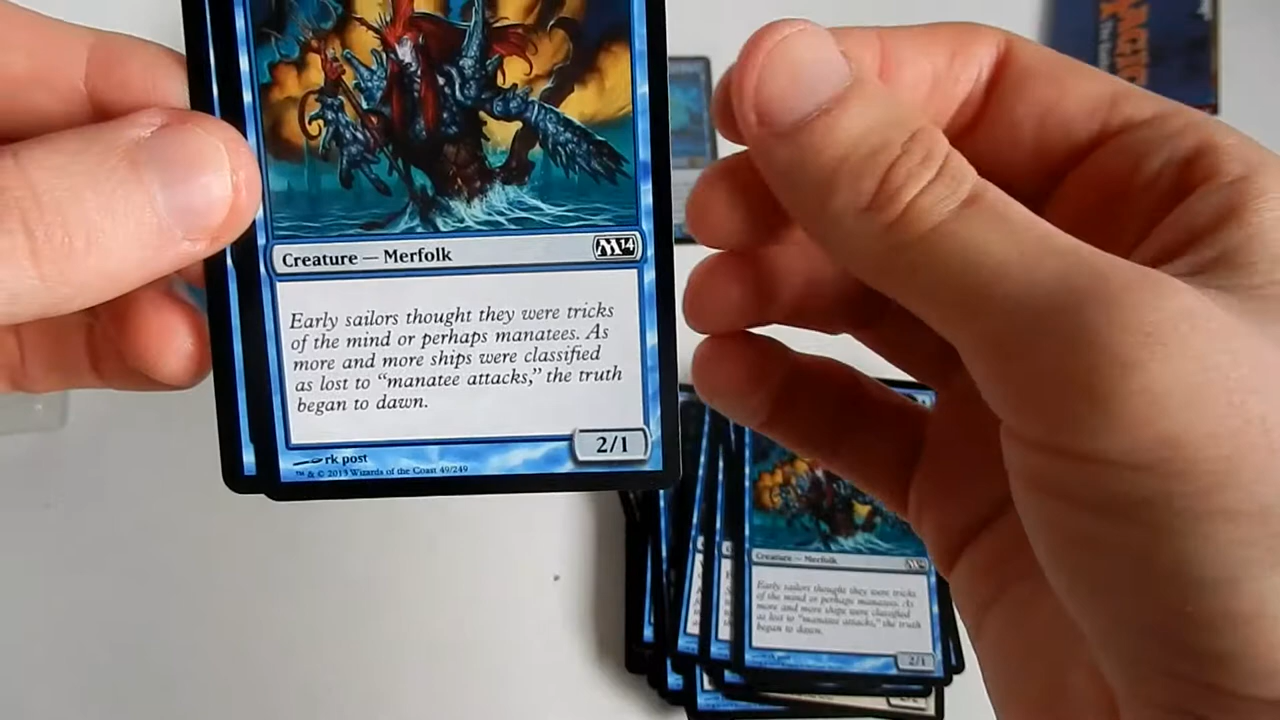 MAGIC
Creature — Merfolk
M14
Early sailors thought they were tricks
of the mind or perhaps manatees. As
more and more ships were classified
as lost to “manatee attacks,” the truth
began to dawn.
2/1
rk post
™ & © 2013 Wizards of the Coast 49/249
Creature — Merfolk
Early sailors thought they were tricks
of the mind or perhaps manatees. As
more and more ships were classified
as lost to “manatee attacks,” the truth
began to dawn.
rk post
2/1